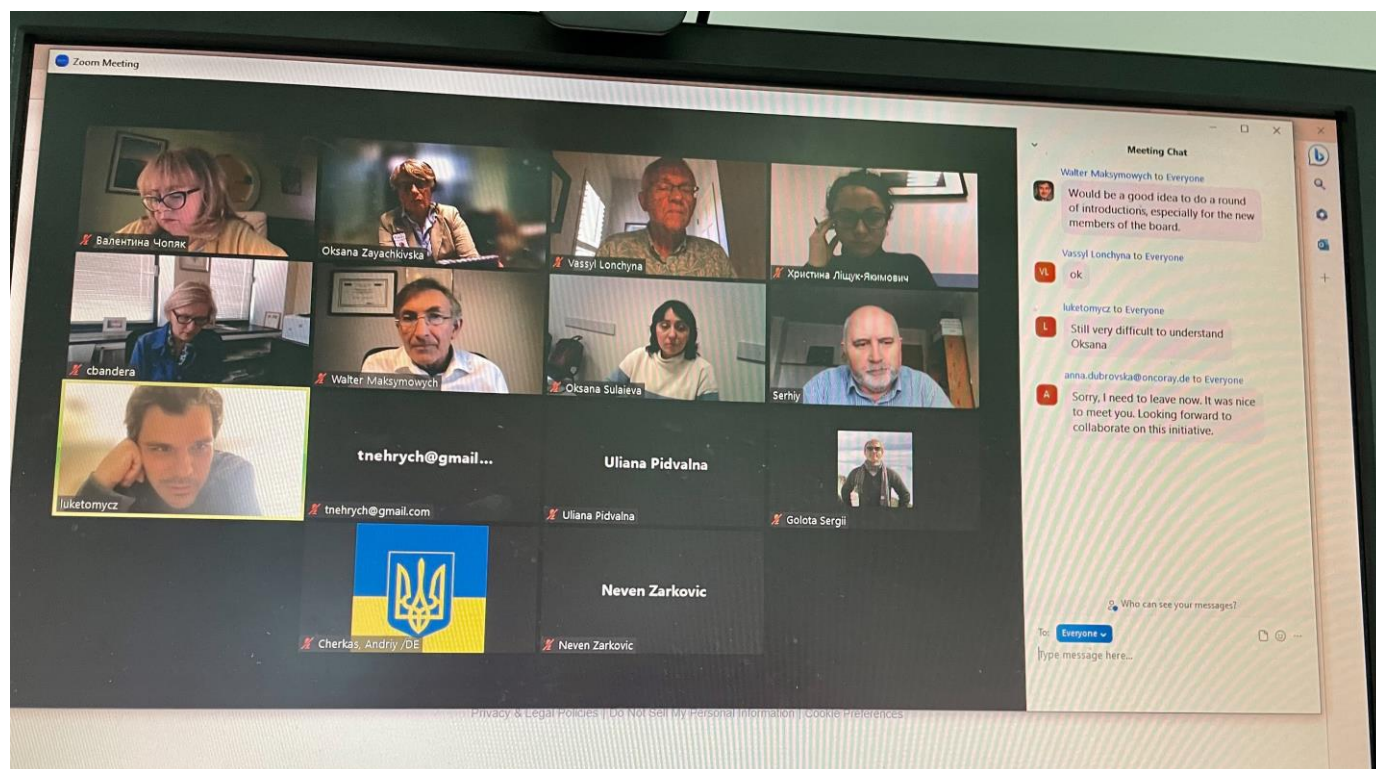 Zoom Meeting
Валентина Чопяк
Oksana Zayachkivska
Vassyl Lonchyna
Христина Ліщук-Якимович
cbandera
Walter Maksymowych
Oksana Sulaieva
Serhiy
luketomycz
tnehrych@gmail...
tnehrych@gmail.com
Uliana Pidvalna
Uliana Pidvalna
Golota Sergii
Cherkas, Andriy /DE
Neven Zarkovic
Neven Zarkovic
Meeting Chat
Walter Maksymowych to Everyone
Would be a good idea to do a round
of introductions, especially for the new
members of the board.
Vassyl Lonchyna to Everyone
VL
ok
luketomycz to Everyone
L
Still very difficult to understand
Oksana
anna.dubrovska@oncoray.de to Everyone
A
Sorry, I need to leave now. It was nice
to meet you. Looking forward to
collaborate on this initiative.
Who can see your messages?
To: Everyone
Type message here...
Privacy & Legal Policies | Do Not Sell My Personal Information | Cookie Preferences